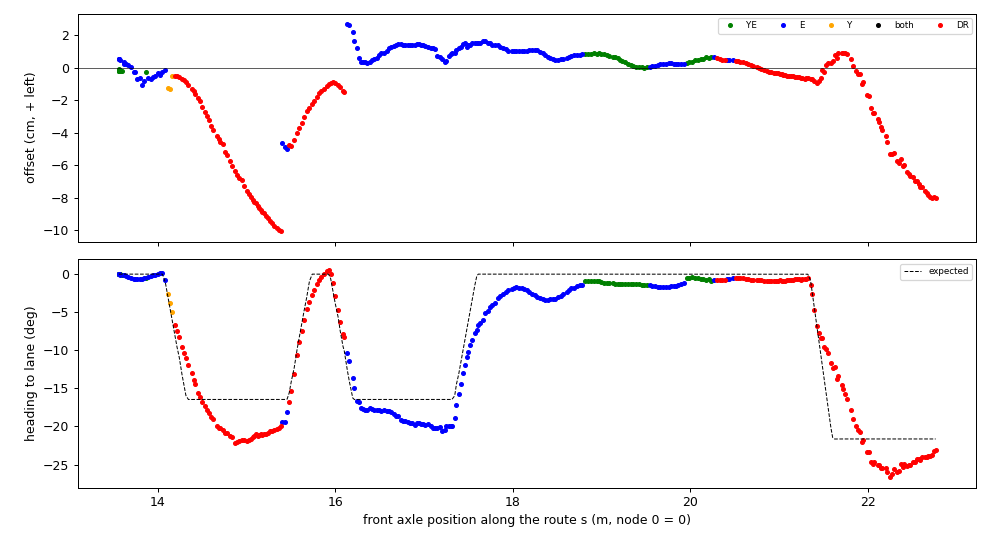 YE E Y both DR
2
0
−2
−4
−6
−8
−10
offset (cm, + left)
expected
0
−5
−10
−15
−20
−25
heading to lane (deg)
14 16 18 20 22
front axle position along the route s (m, node 0 = 0)